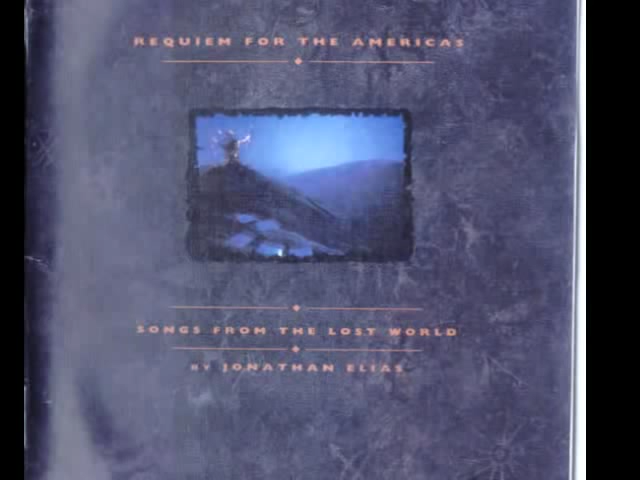 REQUIEM FOR THE AMERICAS
SONGS FROM THE LOST WORLD
BY JONATHAN ELIAS